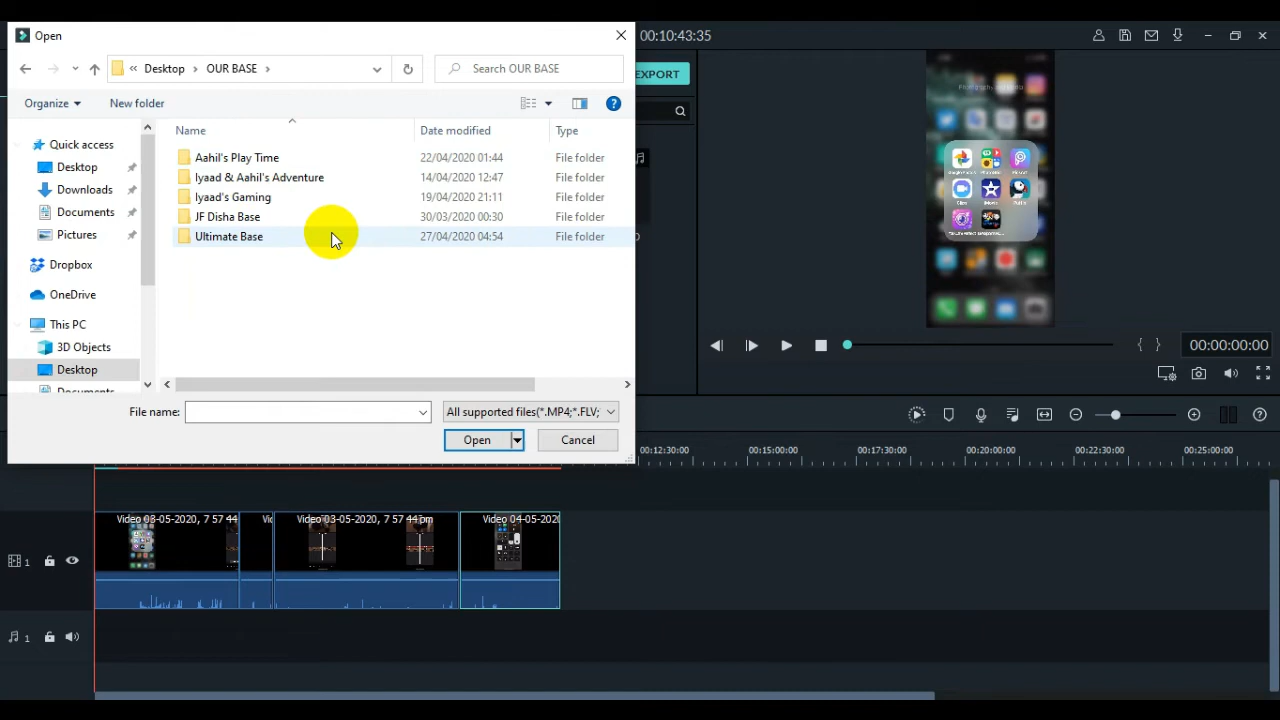 Open
00:10:43:35
« Desktop › OUR BASE ›
Search OUR BASE
EXPORT
Organize
New folder
Name
Date modified
Type
Quick access
Desktop
Downloads
Documents
Pictures
Dropbox
OneDrive
This PC
3D Objects
Desktop
Documents
Aahil's Play Time 22/04/2020 01:44 File folder
Iyaad & Aahil's Adventure 14/04/2020 12:47 File folder
Iyaad's Gaming 19/04/2020 21:11 File folder
JF Disha Base 30/03/2020 00:30 File folder
Ultimate Base 27/04/2020 04:54 File folder
File name:
All supported files(*.MP4;*.FLV;
Open
Cancel
00:00:00:00
00:12:30:00
00:15:00:00
00:17:30:00
00:20:00:00
00:22:30:00
00:25:00:00
Video 03-05-2020, 7 57 44
Vic
Video 03-05-2020, 7 57 44 pm
Video 04-05-2020
1
1